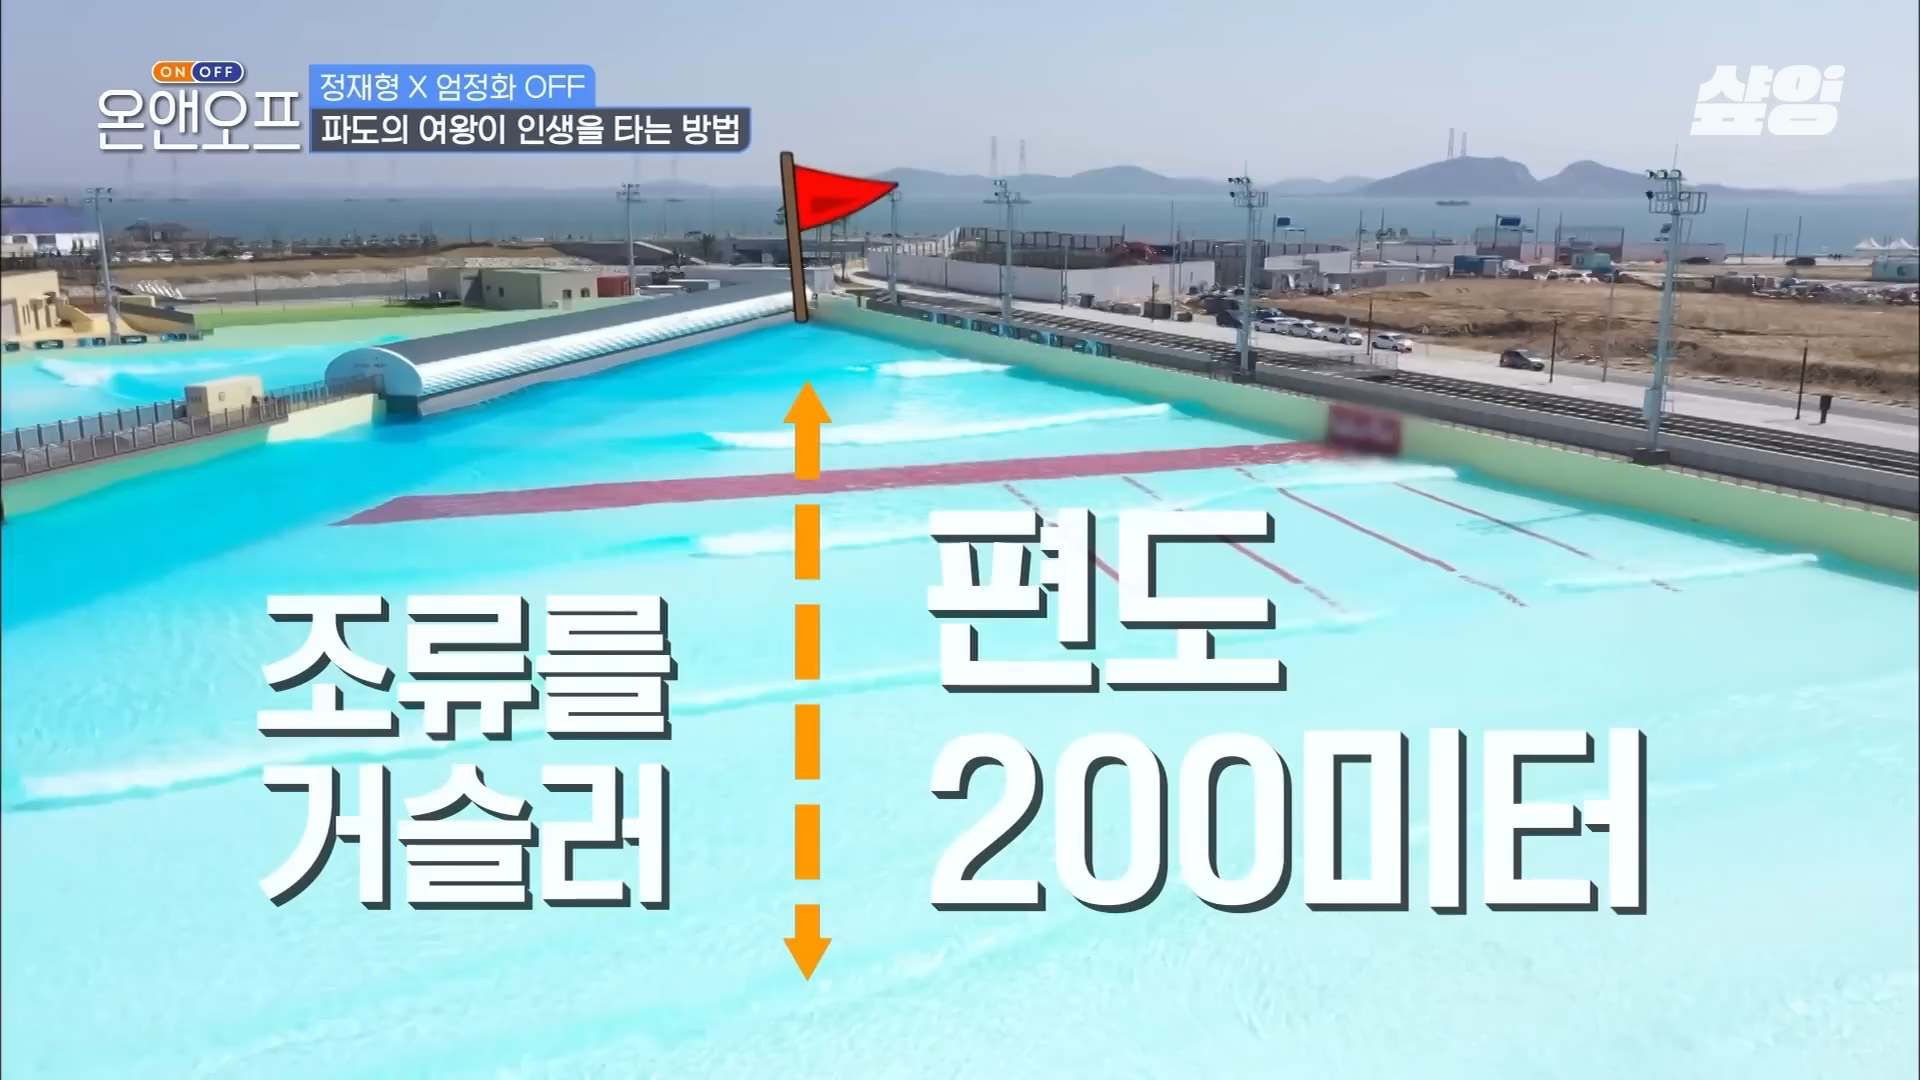 ON OFF
온앤오프
정재형 X 엄정화 OFF
파도의 여왕이 인생을 타는 방법
샾잉
조류를
거슬러
편도
200미터